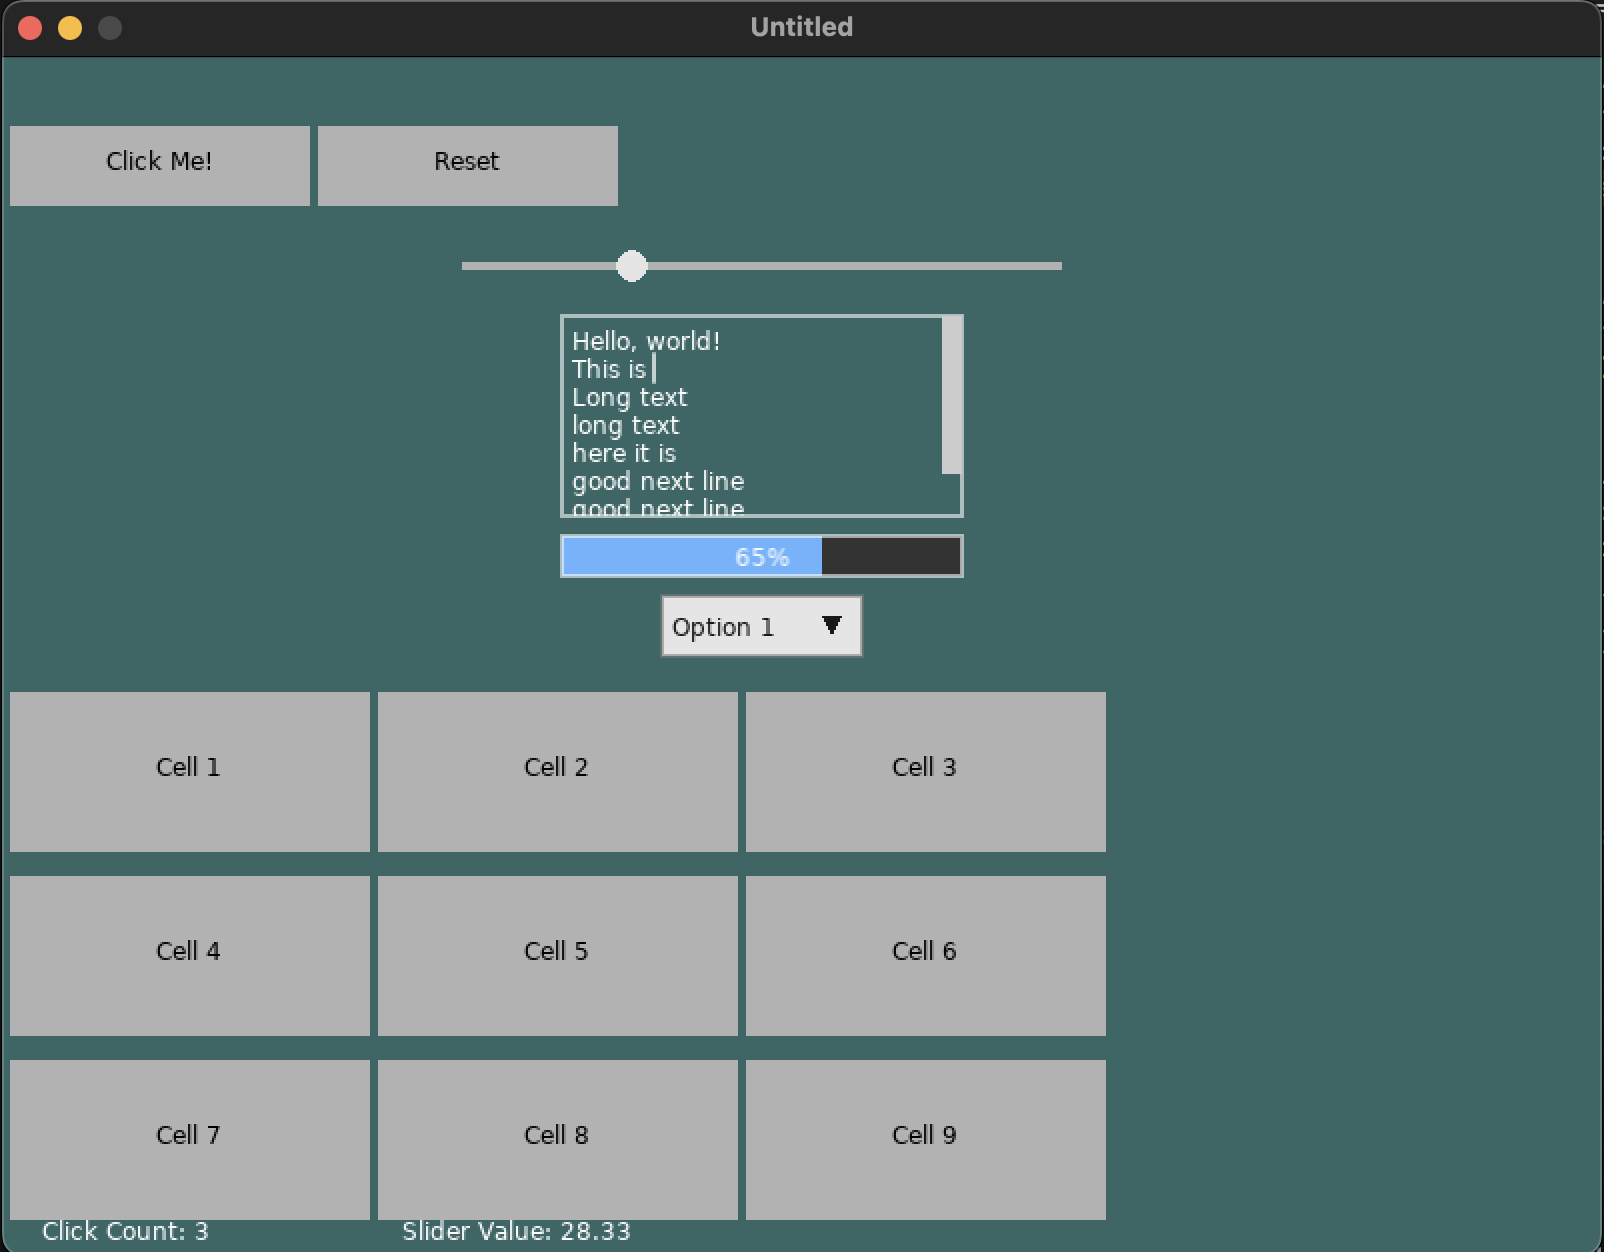 Untitled
Click Me! Reset
Hello, world!
This is
Long text
long text
here it is
good next line
good next line
65%
Option 1
Cell 1 Cell 2 Cell 3
Cell 4 Cell 5 Cell 6
Cell 7 Cell 8 Cell 9
Click Count: 3 Slider Value: 28.33